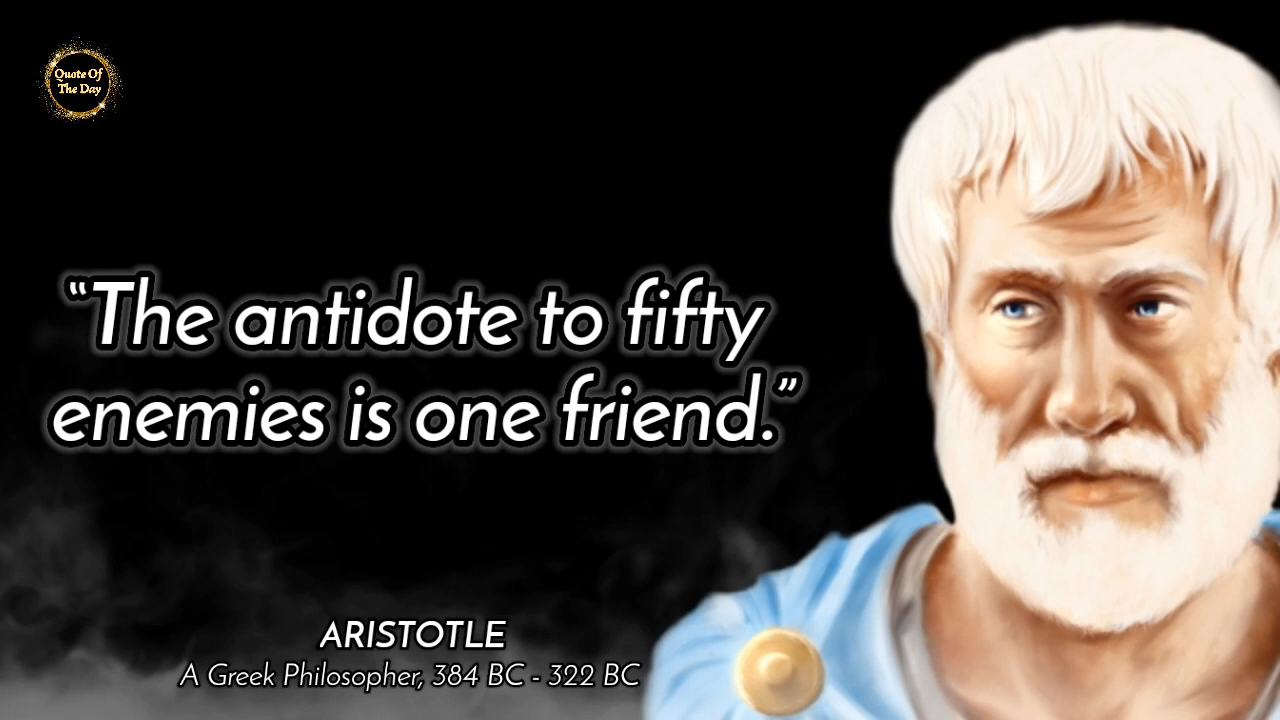 Quote Of
The Day
“The antidote to fifty
enemies is one friend.”
ARISTOTLE
A Greek Philosopher, 384 BC - 322 BC